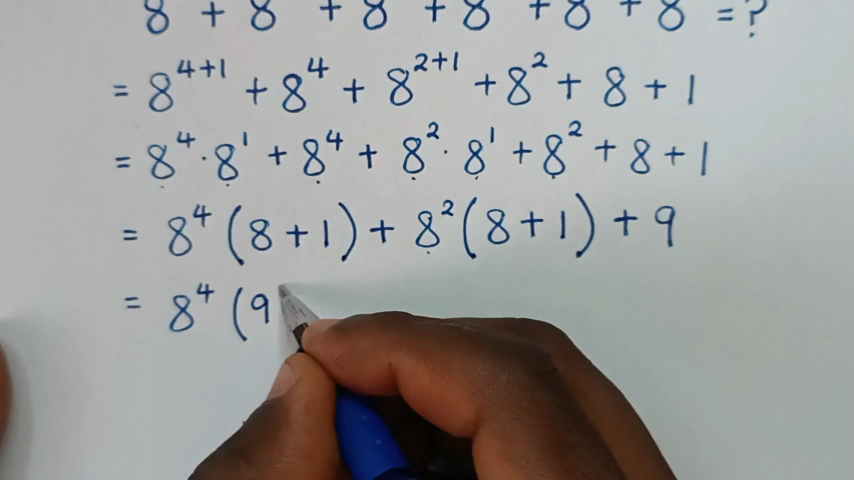 8 + 8 + 8 + 8 + 8 + 8 = ?
= 8^{4+1} + 8^4 + 8^{2+1} + 8^2 + 8 + 1
= 8^4 · 8^1 + 8^4 + 8^2 · 8^1 + 8^2 + 8 + 1
= 8^4 (8+1) + 8^2 (8+1) + 9
= 8^4 (9